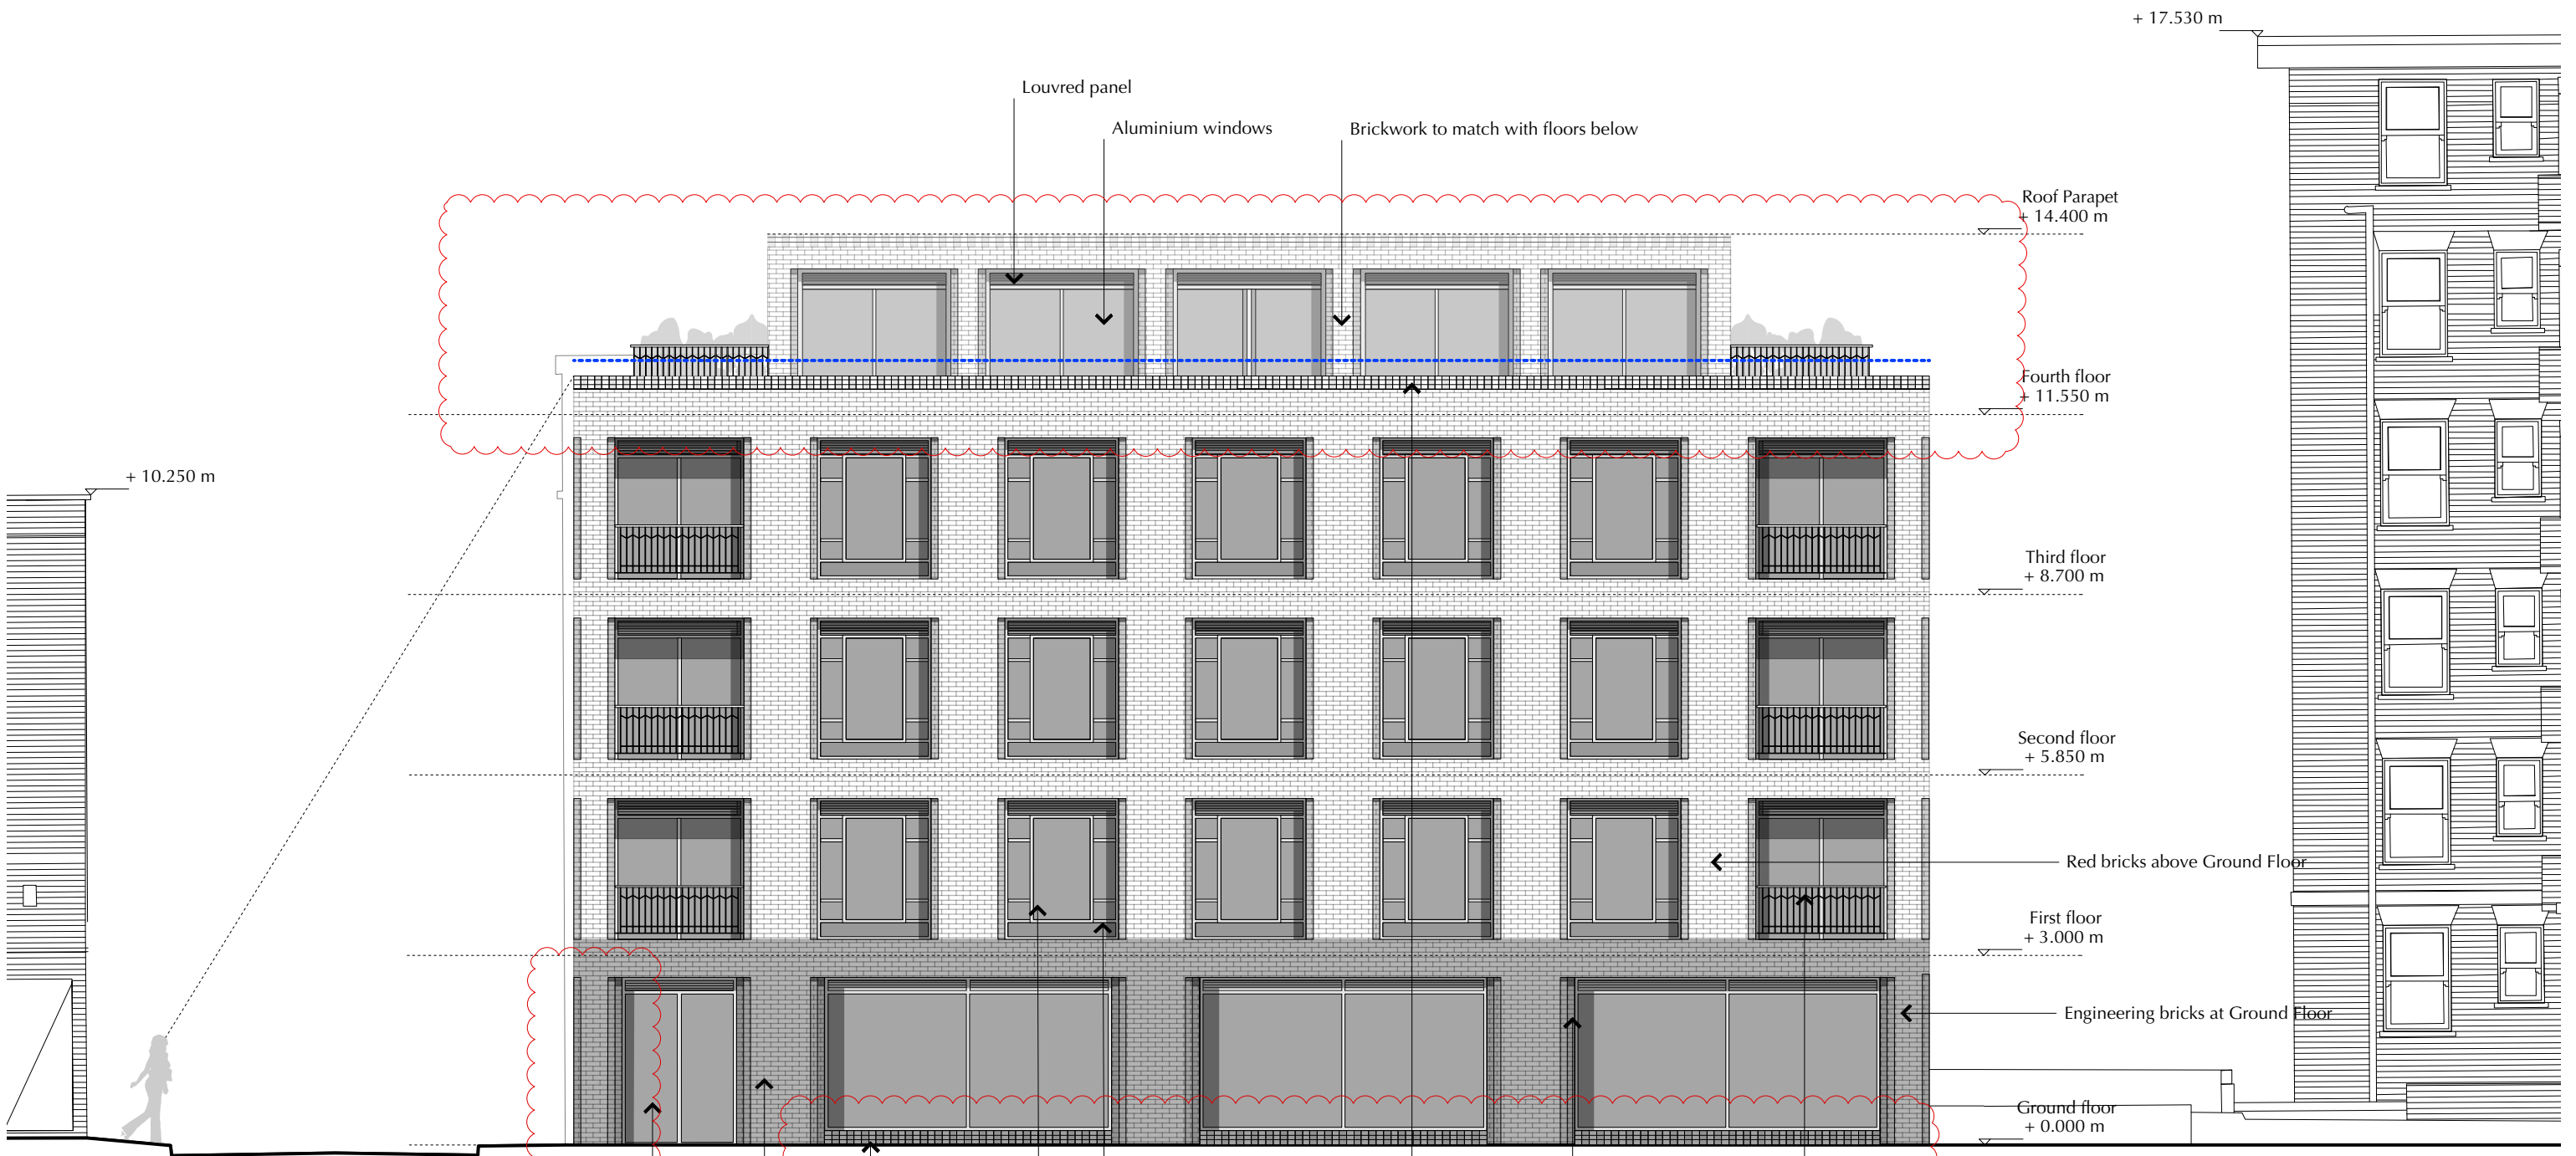 + 17.530 m
Louvred panel
Aluminium windows
Brickwork to match with floors below
Roof Parapet
+ 14.400 m
Fourth floor
+ 11.550 m
+ 10.250 m
Third floor
+ 8.700 m
Second floor
+ 5.850 m
Red bricks above Ground Floor
First floor
+ 3.000 m
Engineering bricks at Ground Floor
Ground floor
+ 0.000 m